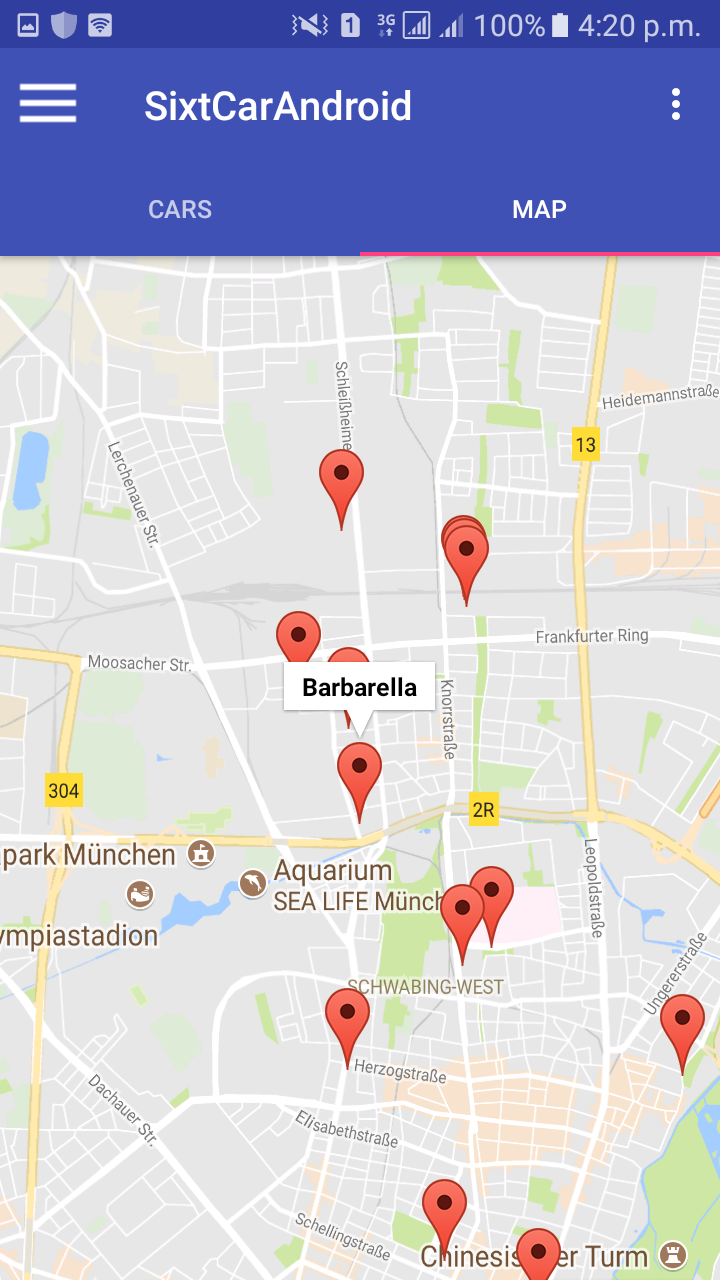 1 3G 100% 4:20 p.m.
SixtCarAndroid
CARS MAP
Schleißheime
Heidemannstraße
13
Lerchenauer Str.
Frankfurter Ring
Moosacher Str.
Barbarella
Knorrstraße
304
2R
park München
Aquarium
SEA LIFE Münch
Leopoldstraße
ympiastadion
Ungererstraße
SCHWABING-WEST
Herzogstraße
Dachauer Str.
Elisabethstraße
Schellingstraße
Chinesis er Turm